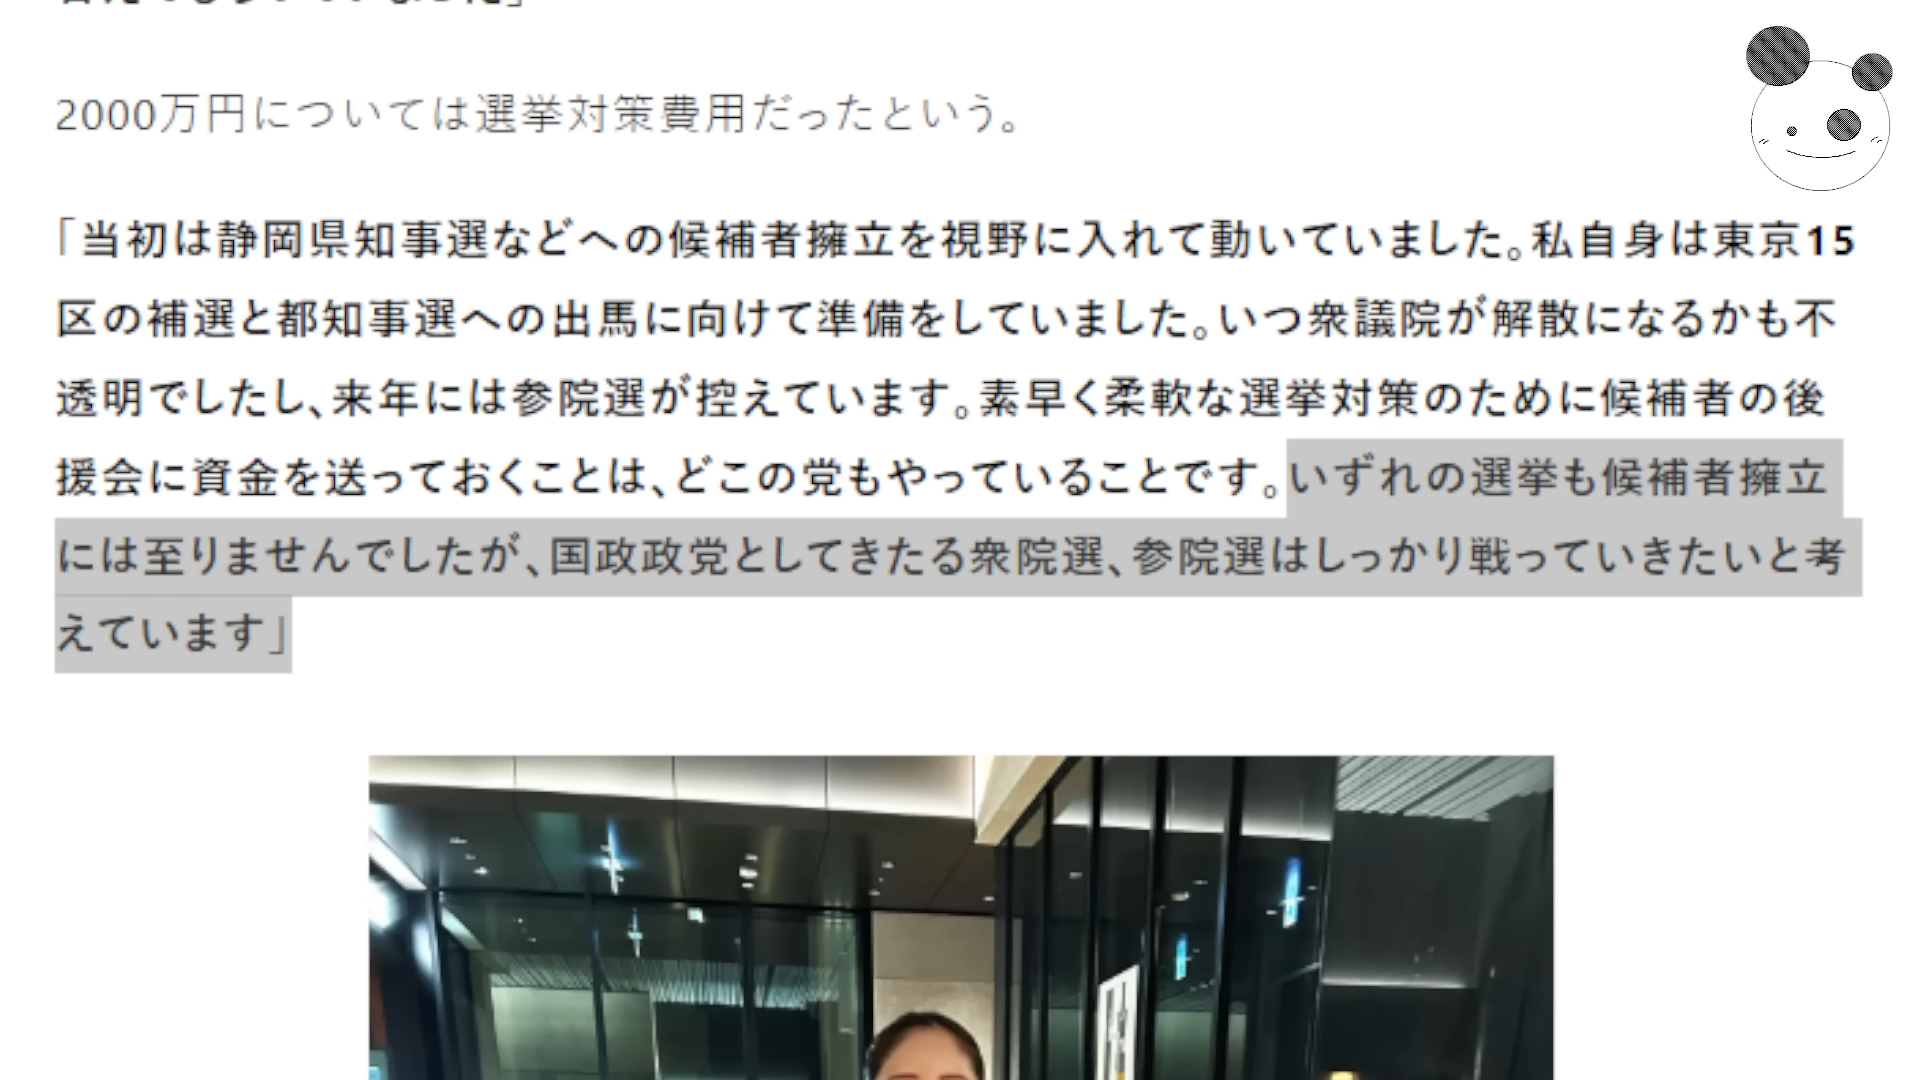 2000万円については選挙対策費用だったという。
「当初は静岡県知事選などへの候補者擁立を視野に入れて動いていました。私自身は東京15
区の補選と都知事選への出馬に向けて準備をしていました。いつ衆議院が解散になるかも不
透明でしたし、来年には参院選が控えています。素早く柔軟な選挙対策のために候補者の後
援会に資金を送っておくことは、どこの党もやっていることです。いずれの選挙も候補者擁立
には至りませんでしたが、国政政党としてきたる衆院選、参院選はしっかり戦っていきたいと考
えています」